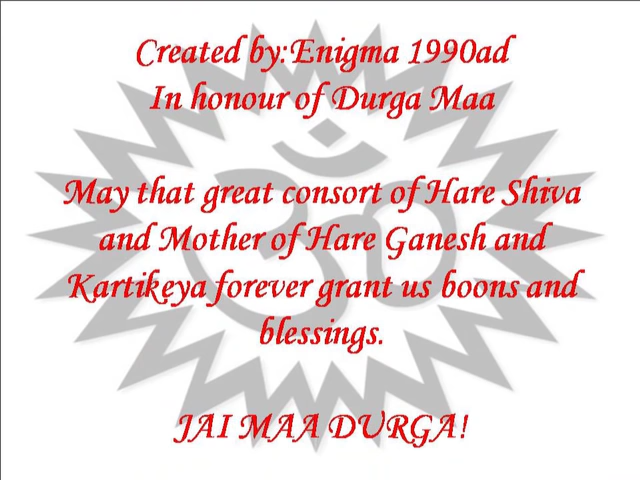 Created by:Enigma 1990ad
In honour of Durga Maa
May that great consort of Hare Shiva
and Mother of Hare Ganesh and
Kartikeya forever grant us boons and
blessings.
JAI MAA DURGA!
ॐ